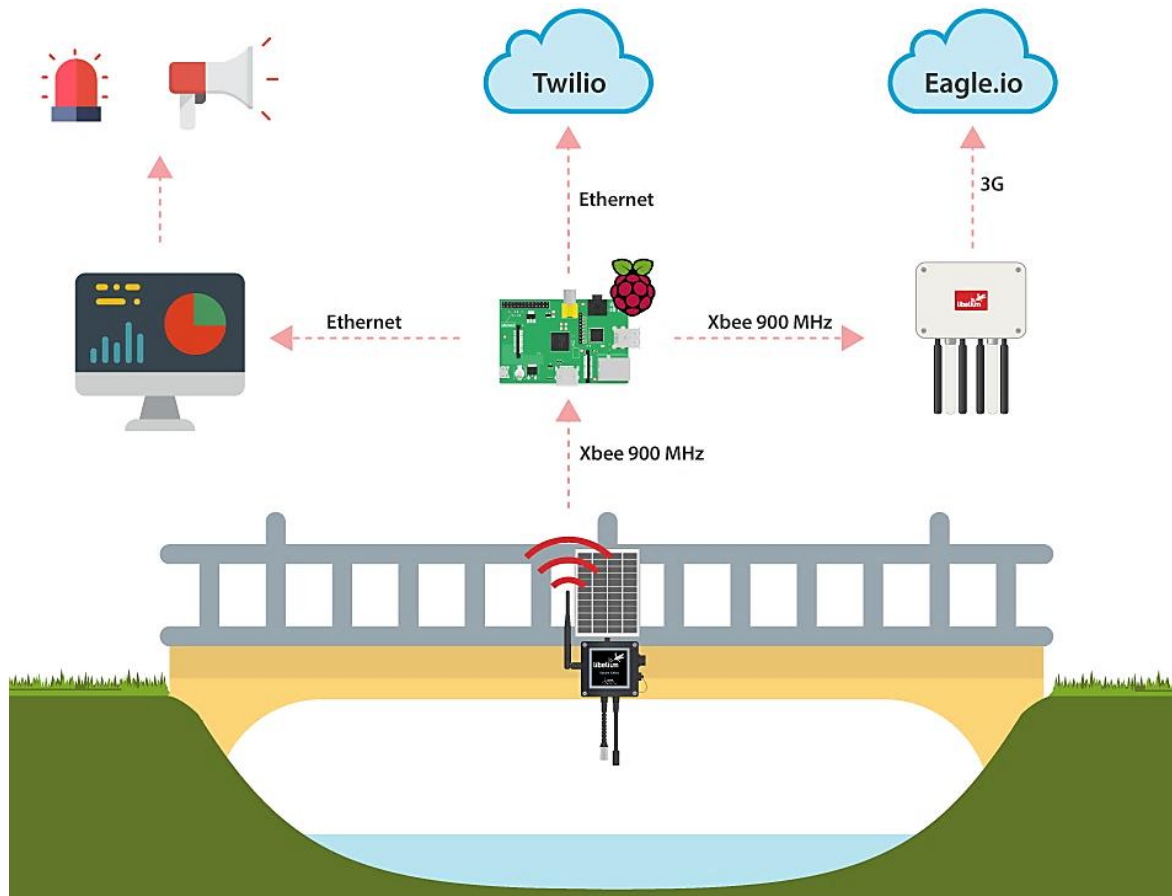 Twilio
Eagle.io
Ethernet
3G
Ethernet
Xbee 900 MHz
libelium
Xbee 900 MHz
libelium